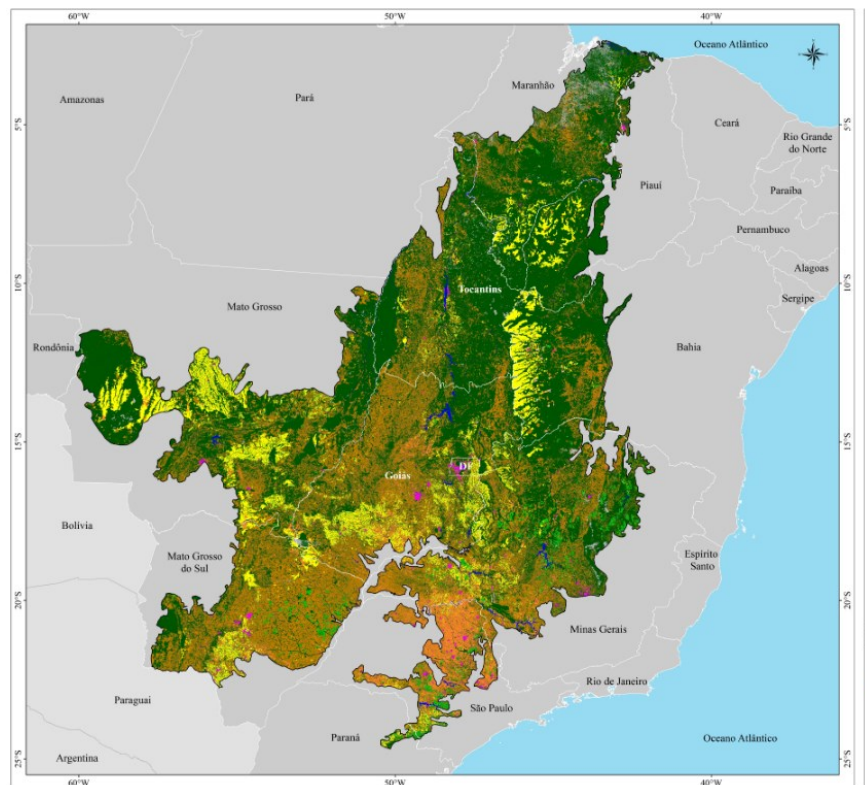 60°W 50°W 40°W
Oceano Atlântico
Maranhão
Amazonas
Pará
5°S 5°S
Ceará
Rio Grande
do Norte
Piauí
Paraíba
Pernambuco
Alagoas
10°S 10°S
Tocantins
Sergipe
Mato Grosso
Rondônia
Bahia
15°S 15°S
DF
Goiás
Bolívia
Mato Grosso
do Sul
Espírito
Santo
20°S 20°S
Minas Gerais
Rio de Janeiro
Paraguai
São Paulo
Paraná
Oceano Atlântico
Argentina
25°S 25°S
60°W 50°W 40°W